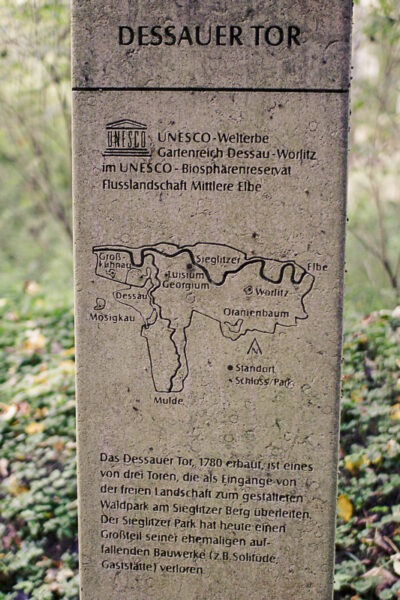 DESSAUER TOR
UNESCO
UNESCO-Welterbe
Gartenreich Dessau-Wörlitz
im UNESCO-Biosphärenreservat
Flusslandschaft Mittlere Elbe
Groß-
kühnau
Sieglitzer
Elbe
Luisium
Georgium
Dessau
Wörlitz
Mosigkau
Oranienbaum
Standort
Schloss/Park
Mulde
Das Dessauer Tor, 1780 erbaut, ist eines
von drei Toren, die als Eingänge von
der freien Landschaft zum gestalteten
Waldpark am Sieglitzer Berg überleiten.
Der Sieglitzer Park hat heute einen
Großteil seiner ehemaligen auf-
fallenden Bauwerke (z.B. Solitüde,
Gaststätte) verloren.